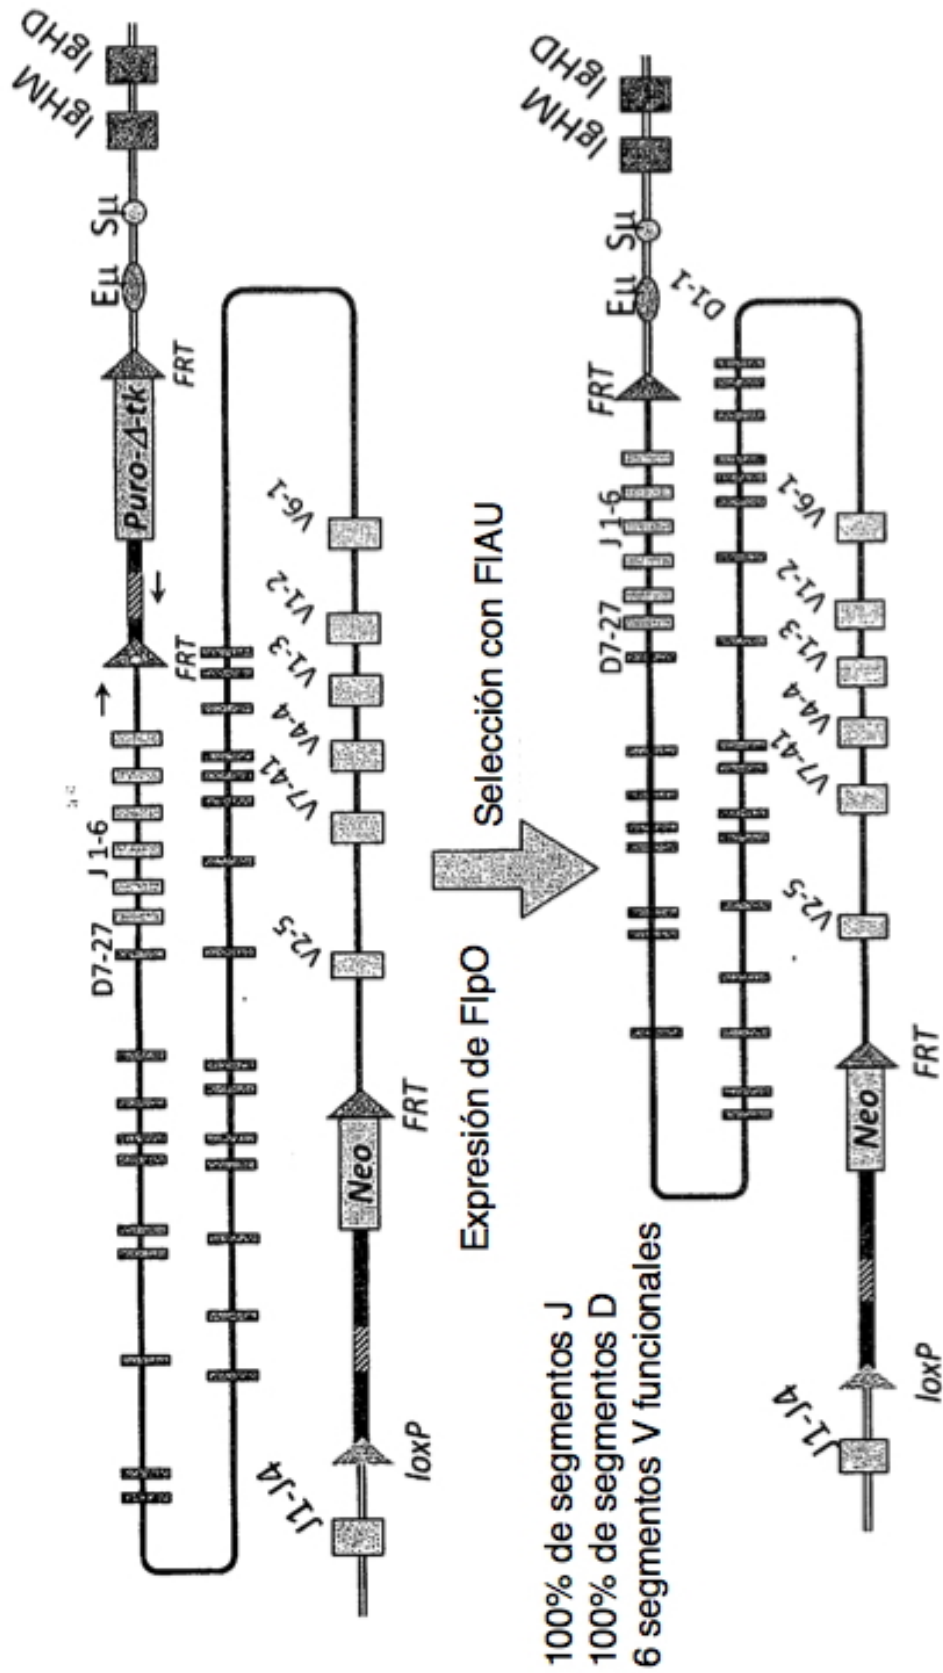 IgHD
IgHM
Sμ
Eμ
FRT
Puro-Δ-tk
FRT
J 1-6
D7-27
V6-1
V1-2
V1-3
V4-4
V7-41
V2-5
FRT
Neo
loxP
J1-J4
Expresión de FlpO
Selección con FIAU
100% de segmentos J
100% de segmentos D
6 segmentos V funcionales
IgHD
IgHM
Sμ
Eμ
FRT
J 1-6
D7-27
D1-1
V6-1
V1-2
V1-3
V4-4
V7-41
V2-5
FRT
Neo
loxP
J1-J4